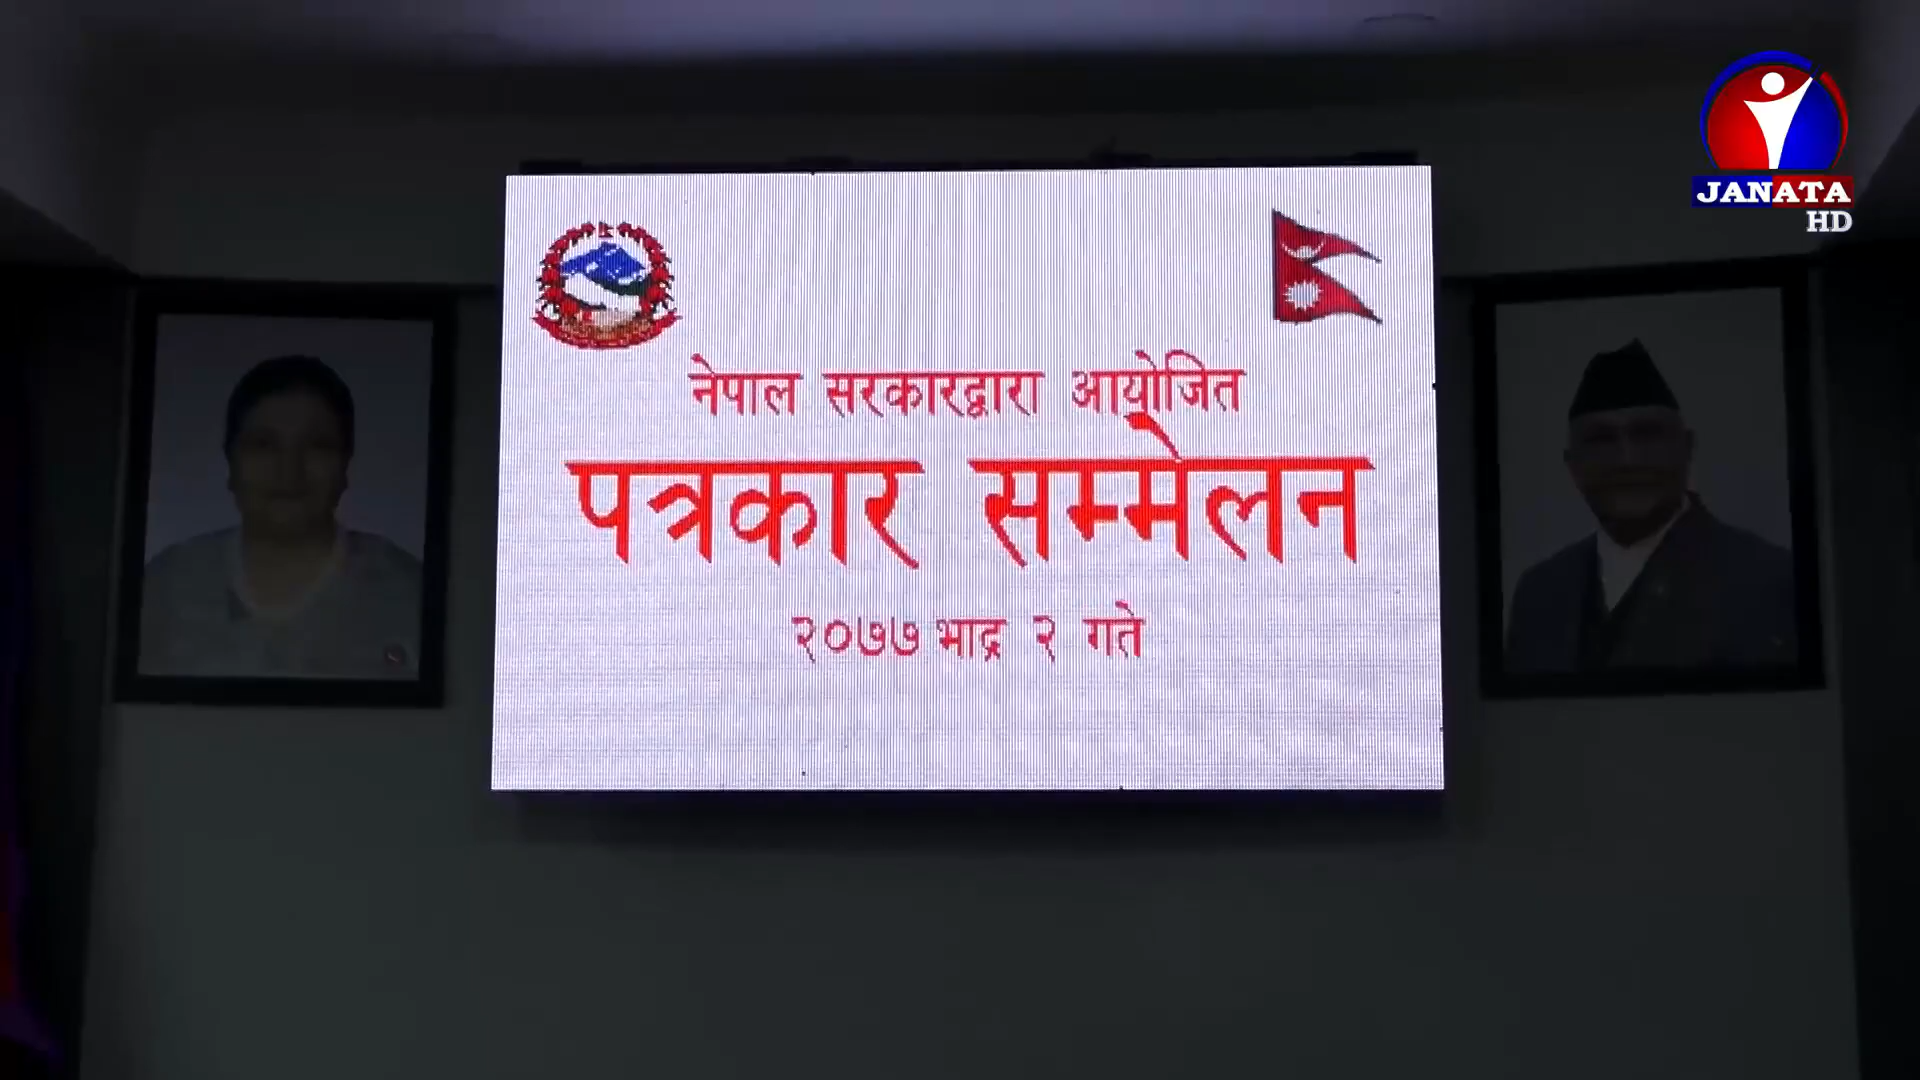 JANATA
HD
नेपाल सरकारद्वारा आयोजित
पत्रकार सम्मेलन
२०७७ भाद्र २ गते